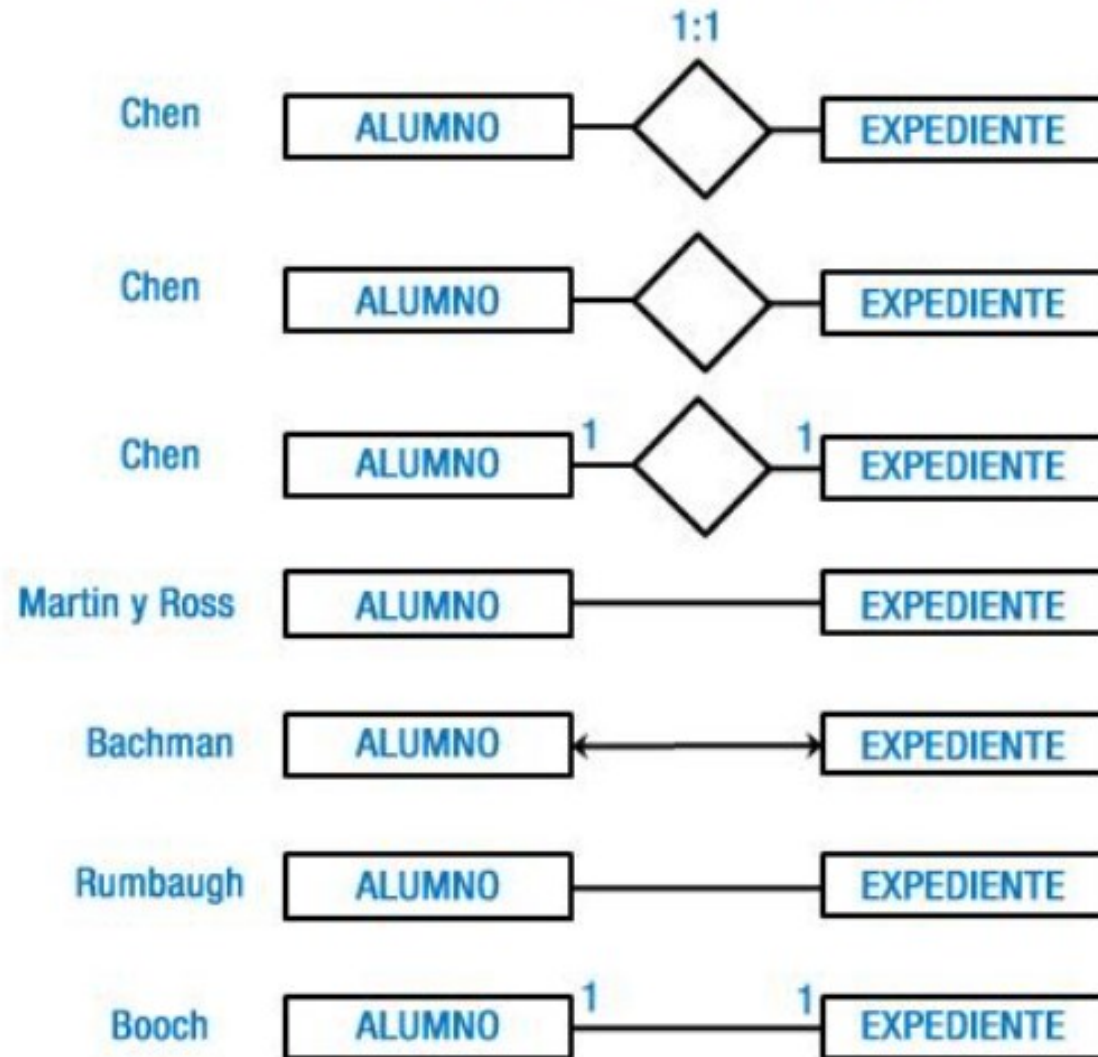 1:1
Chen ALUMNO EXPEDIENTE
Chen ALUMNO EXPEDIENTE
Chen ALUMNO 1 1 EXPEDIENTE
Martin y Ross ALUMNO EXPEDIENTE
Bachman ALUMNO EXPEDIENTE
Rumbaugh ALUMNO EXPEDIENTE
Booch ALUMNO 1 1 EXPEDIENTE